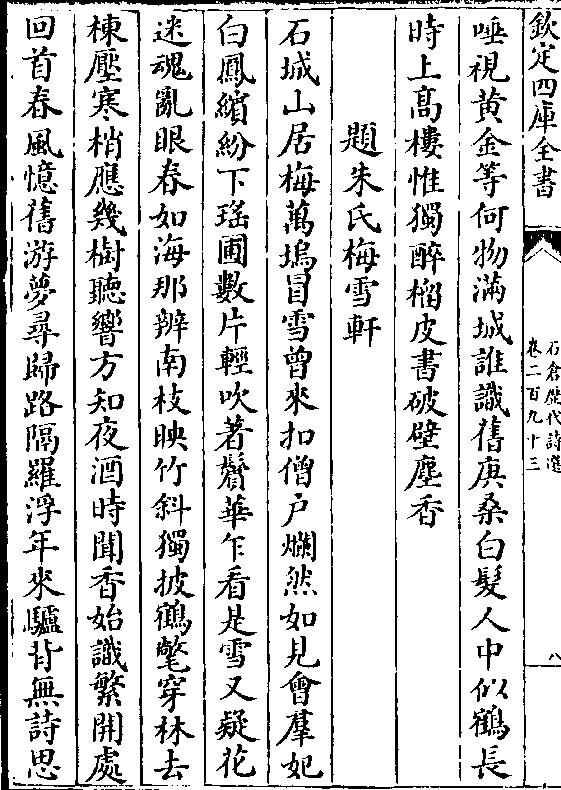 欽定四庫全書
石倉歷代詩選
卷二百九十三
八
唾視黄金等何物滿城誰識舊庚桑白髮人中似鶴長
時上高樓惟獨醉榴皮書破壁塵香
題朱氏梅雪軒
石城山居梅萬塢冒雪曾來扣僧户爛然如見會羣妃
白鳳繽紛下瑶圃數片輕吹著鬢華乍看是雪又疑花
迷魂亂眼春如海那辨南枝映竹斜獨披鶴氅穿林去
棟壓寒梢應幾樹聽響方知夜酒時聞香始識繁開處
回首春風憶舊游夢尋歸路隔羅浮年來驢背無詩思